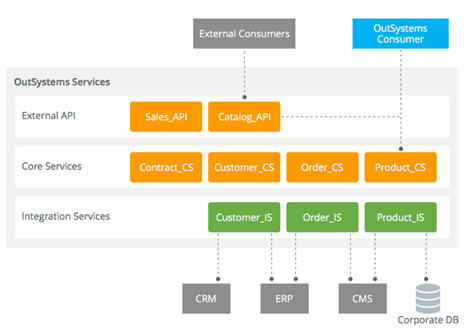 External Consumers
OutSystems
Consumer
OutSystems Services
External API
Sales_API
Catalog_API
Core Services
Contract_CS
Customer_CS
Order_CS
Product_CS
Integration Services
Customer_IS
Order_IS
Product_IS
CRM
ERP
CMS
Corporate DB